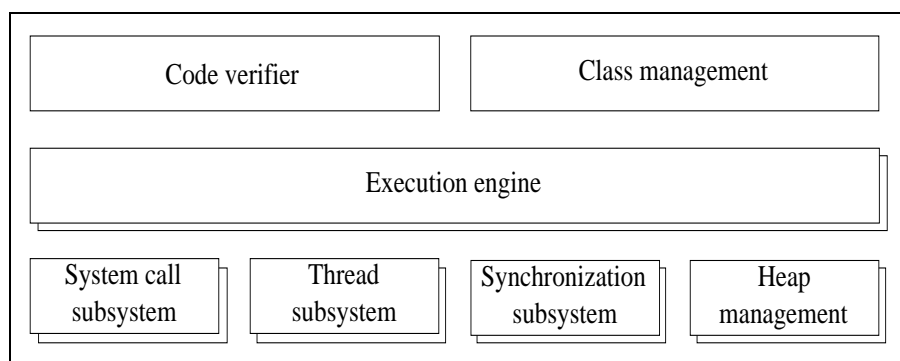 Code verifier
Class management
Execution engine
System call
subsystem
Thread
subsystem
Synchronization
subsystem
Heap
management